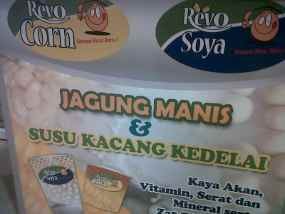 Revo
Corn
Revo
Soya
JAGUNG MANIS
&
SUSU KACANG KEDELAI
Kaya Akan,
Vitamin, Serat dan
Mineral